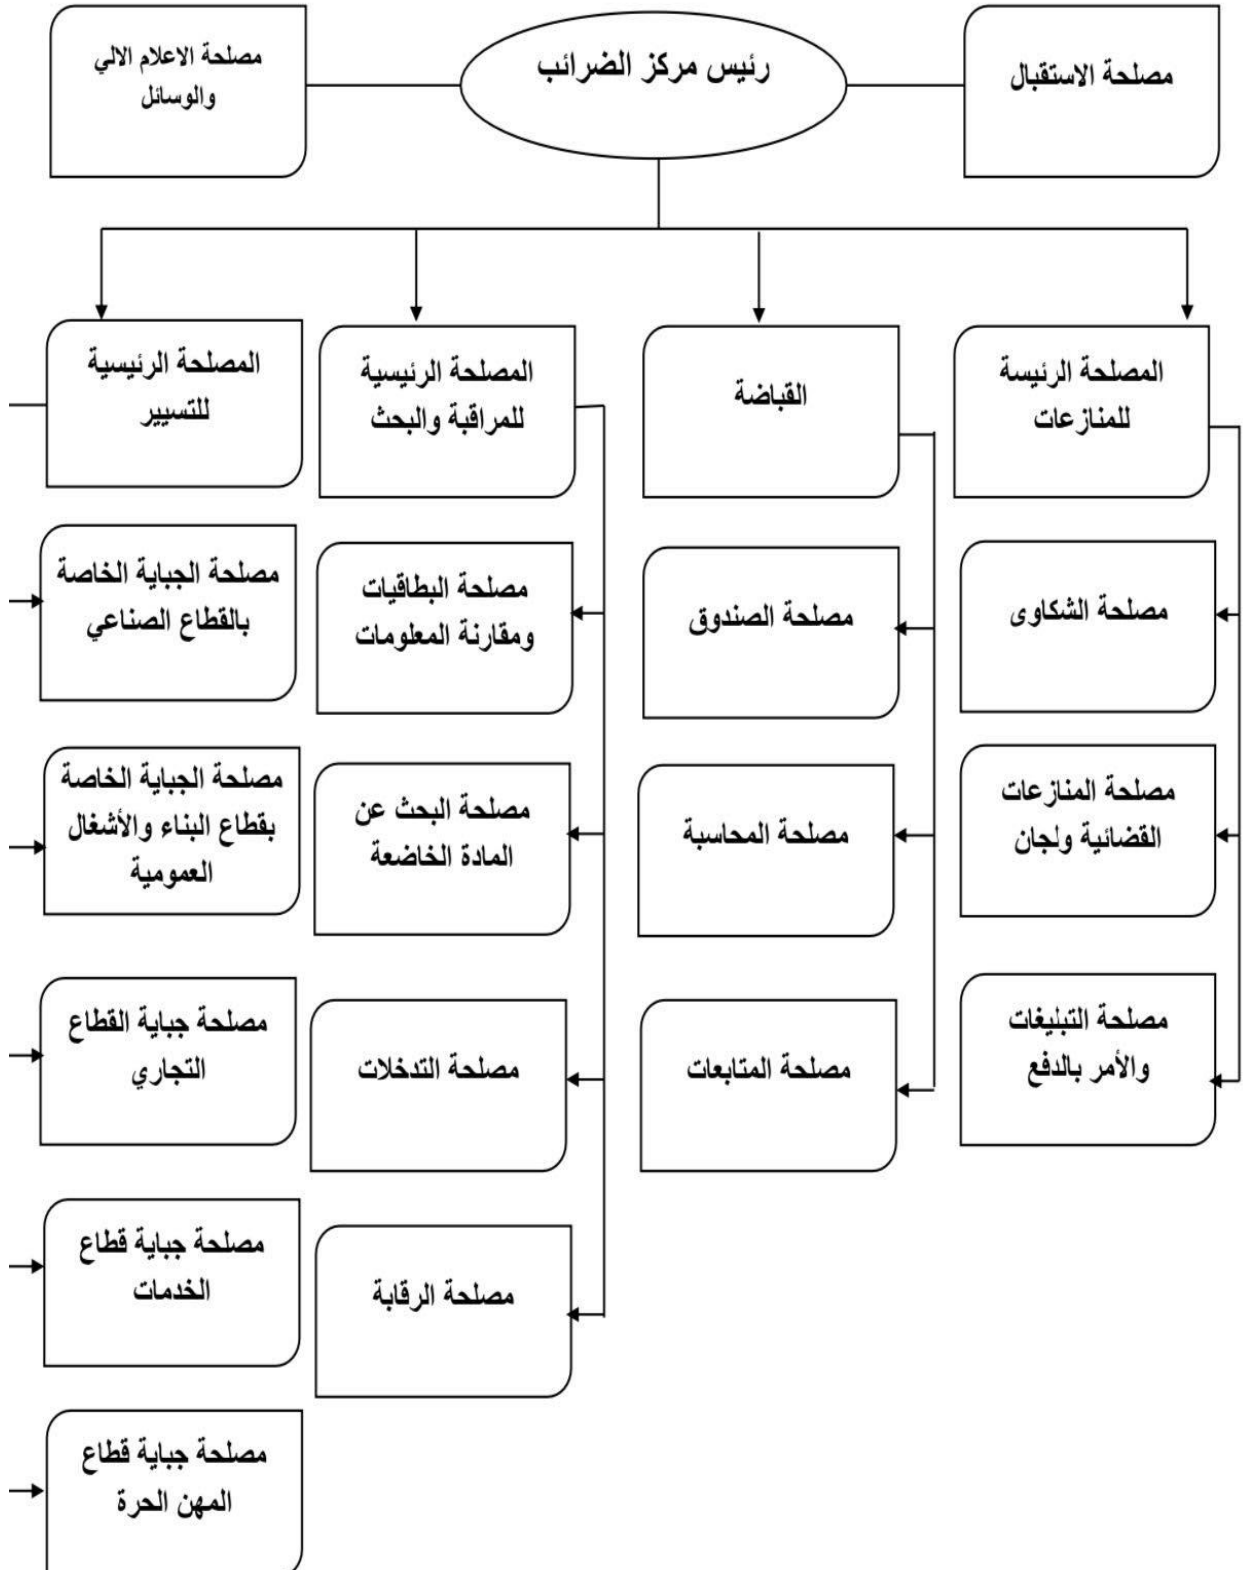 مصلحة الاستقبال
رئيس مركز الضرائب
مصلحة الاعلام الالي
والوسائل
المصلحة الرئيسة
للمنازعات
القباضة
المصلحة الرئيسية
للمراقبة والبحث
المصلحة الرئيسية
للتسيير
مصلحة الشكاوى
مصلحة الصندوق
مصلحة البطاقيات
ومقارنة المعلومات
مصلحة الجباية الخاصة
بالقطاع الصناعي
مصلحة المنازعات
القضائية ولجان
مصلحة المحاسبة
مصلحة البحث عن
المادة الخاضعة
مصلحة الجباية الخاصة
بقطاع البناء والأشغال
العمومية
مصلحة التبليغات
والأمر بالدفع
مصلحة المتابعات
مصلحة التدخلات
مصلحة جباية القطاع
التجاري
مصلحة الرقابة
مصلحة جباية قطاع
الخدمات
مصلحة جباية قطاع
المهن الحرة